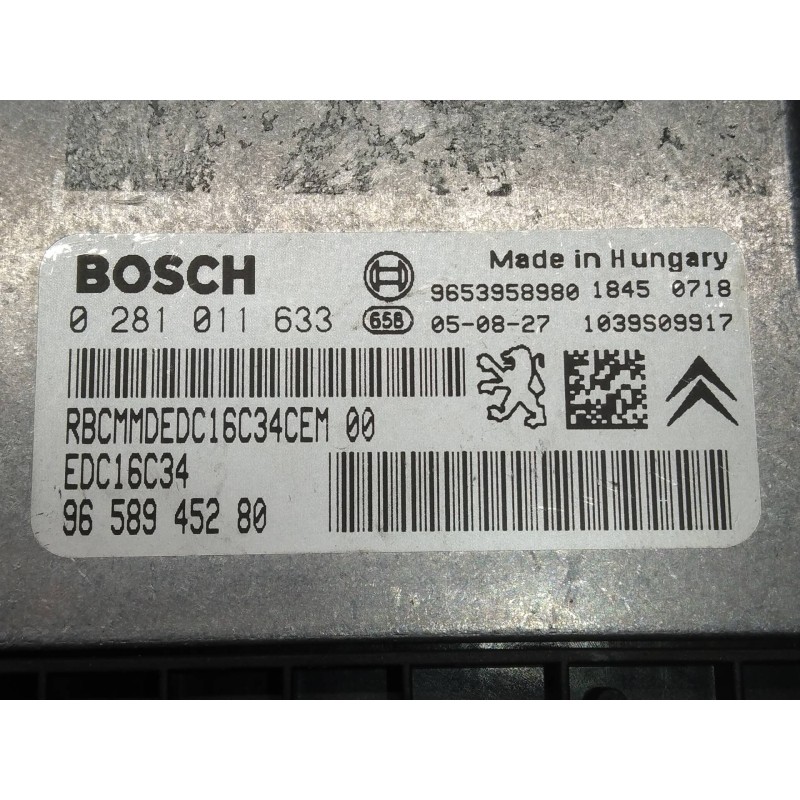 BOSCH
Made in Hungary
9653958980 1845 0718
0 281 011 633
65B
05-08-27 1039S09917
RBCMMDEDC16C34CEM 00
EDC16C34
96 589 452 80